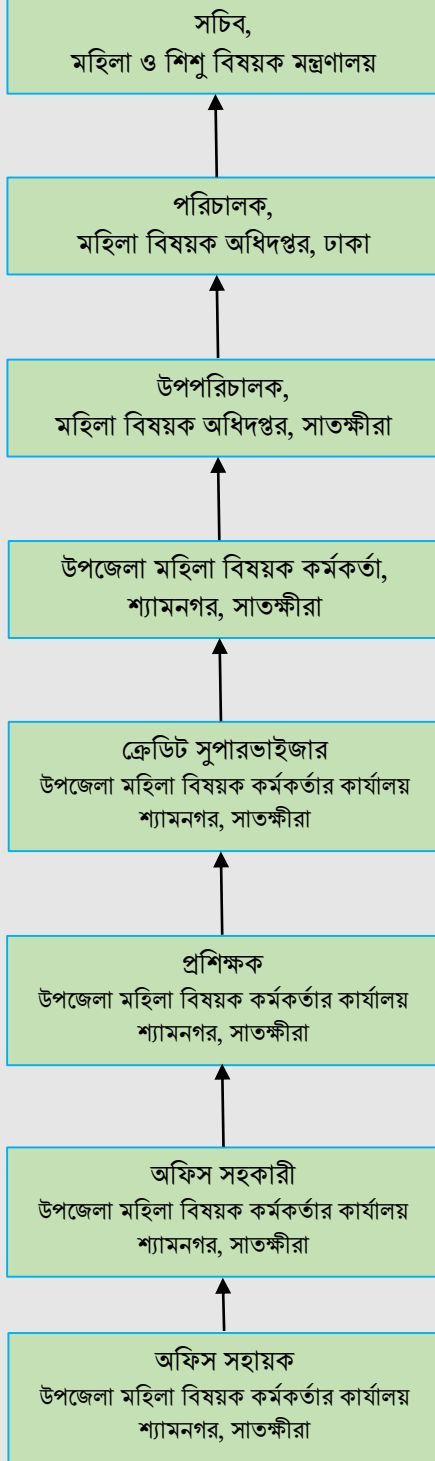 সচিব,
মহিলা ও শিশু বিষয়ক মন্ত্রণালয়
পরিচালক,
মহিলা বিষয়ক অধিদপ্তর, ঢাকা
উপপরিচালক,
মহিলা বিষয়ক অধিদপ্তর, সাতক্ষীরা
উপজেলা মহিলা বিষয়ক কর্মকর্তা,
শ্যামনগর, সাতক্ষীরা
ক্রেডিট সুপারভাইজার
উপজেলা মহিলা বিষয়ক কর্মকর্তার কার্যালয়
শ্যামনগর, সাতক্ষীরা
প্রশিক্ষক
উপজেলা মহিলা বিষয়ক কর্মকর্তার কার্যালয়
শ্যামনগর, সাতক্ষীরা
অফিস সহকারী
উপজেলা মহিলা বিষয়ক কর্মকর্তার কার্যালয়
শ্যামনগর, সাতক্ষীরা
অফিস সহায়ক
উপজেলা মহিলা বিষয়ক কর্মকর্তার কার্যালয়
শ্যামনগর, সাতক্ষীরা